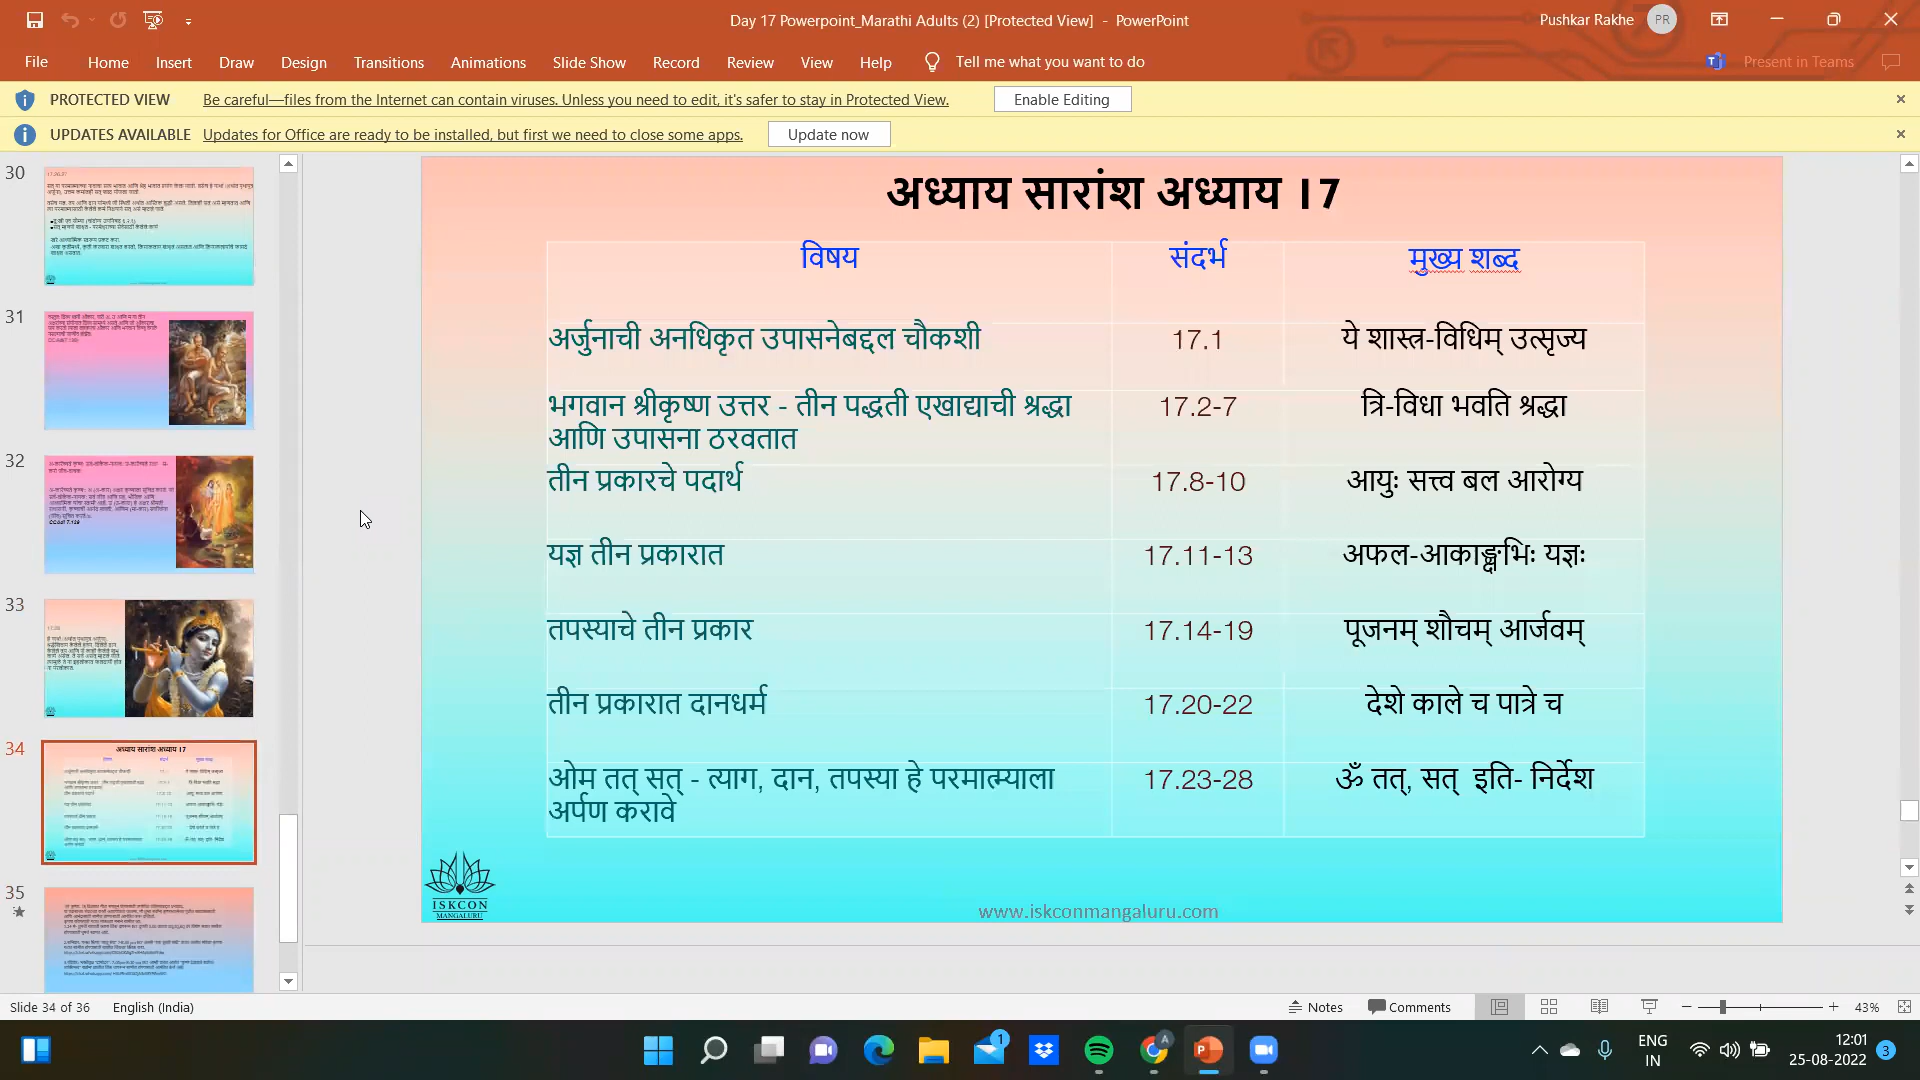 Day 17 Powerpoint_Marathi Adults (2) [Protected View] - PowerPoint
Pushkar Rakhe PR
File Home Insert Draw Design Transitions Animations Slide Show Record Review View Help Tell me what you want to do Present in Teams
PROTECTED VIEW Be careful—files from the Internet can contain viruses. Unless you need to edit, it's safer to stay in Protected View. Enable Editing
UPDATES AVAILABLE Updates for Office are ready to be installed, but first we need to close some apps. Update now
30
31
32
33
34
35
अध्याय सारांश अध्याय 17
विषय संदर्भ मुख्य शब्द
अर्जुनाची अनधिकृत उपासनेबद्दल चौकशी 17.1 ये शास्त्र-विधिम् उत्सृज्य
भगवान श्रीकृष्ण उत्तर - तीन पद्धती एखाद्याची श्रद्धा 17.2-7 त्रि-विधा भवति श्रद्धा
आणि उपासना ठरवतात
तीन प्रकारचे पदार्थ 17.8-10 आयुः सत्त्व बल आरोग्य
यज्ञ तीन प्रकारात 17.11-13 अफल-आकाङ्क्षभिः यज्ञः
तपस्याचे तीन प्रकार 17.14-19 पूजनम् शौचम् आर्जवम्
तीन प्रकारात दानधर्म 17.20-22 देशे काले च पात्रे च
ओम तत् सत् - त्याग, दान, तपस्या हे परमात्म्याला 17.23-28 ॐ तत्, सत् इति- निर्देश
अर्पण करावे
ISKCON
MANGALURU
www.iskconmangaluru.com
Slide 34 of 36 English (India) Notes Comments 43%
ENG
IN
12:01
25-08-2022
3